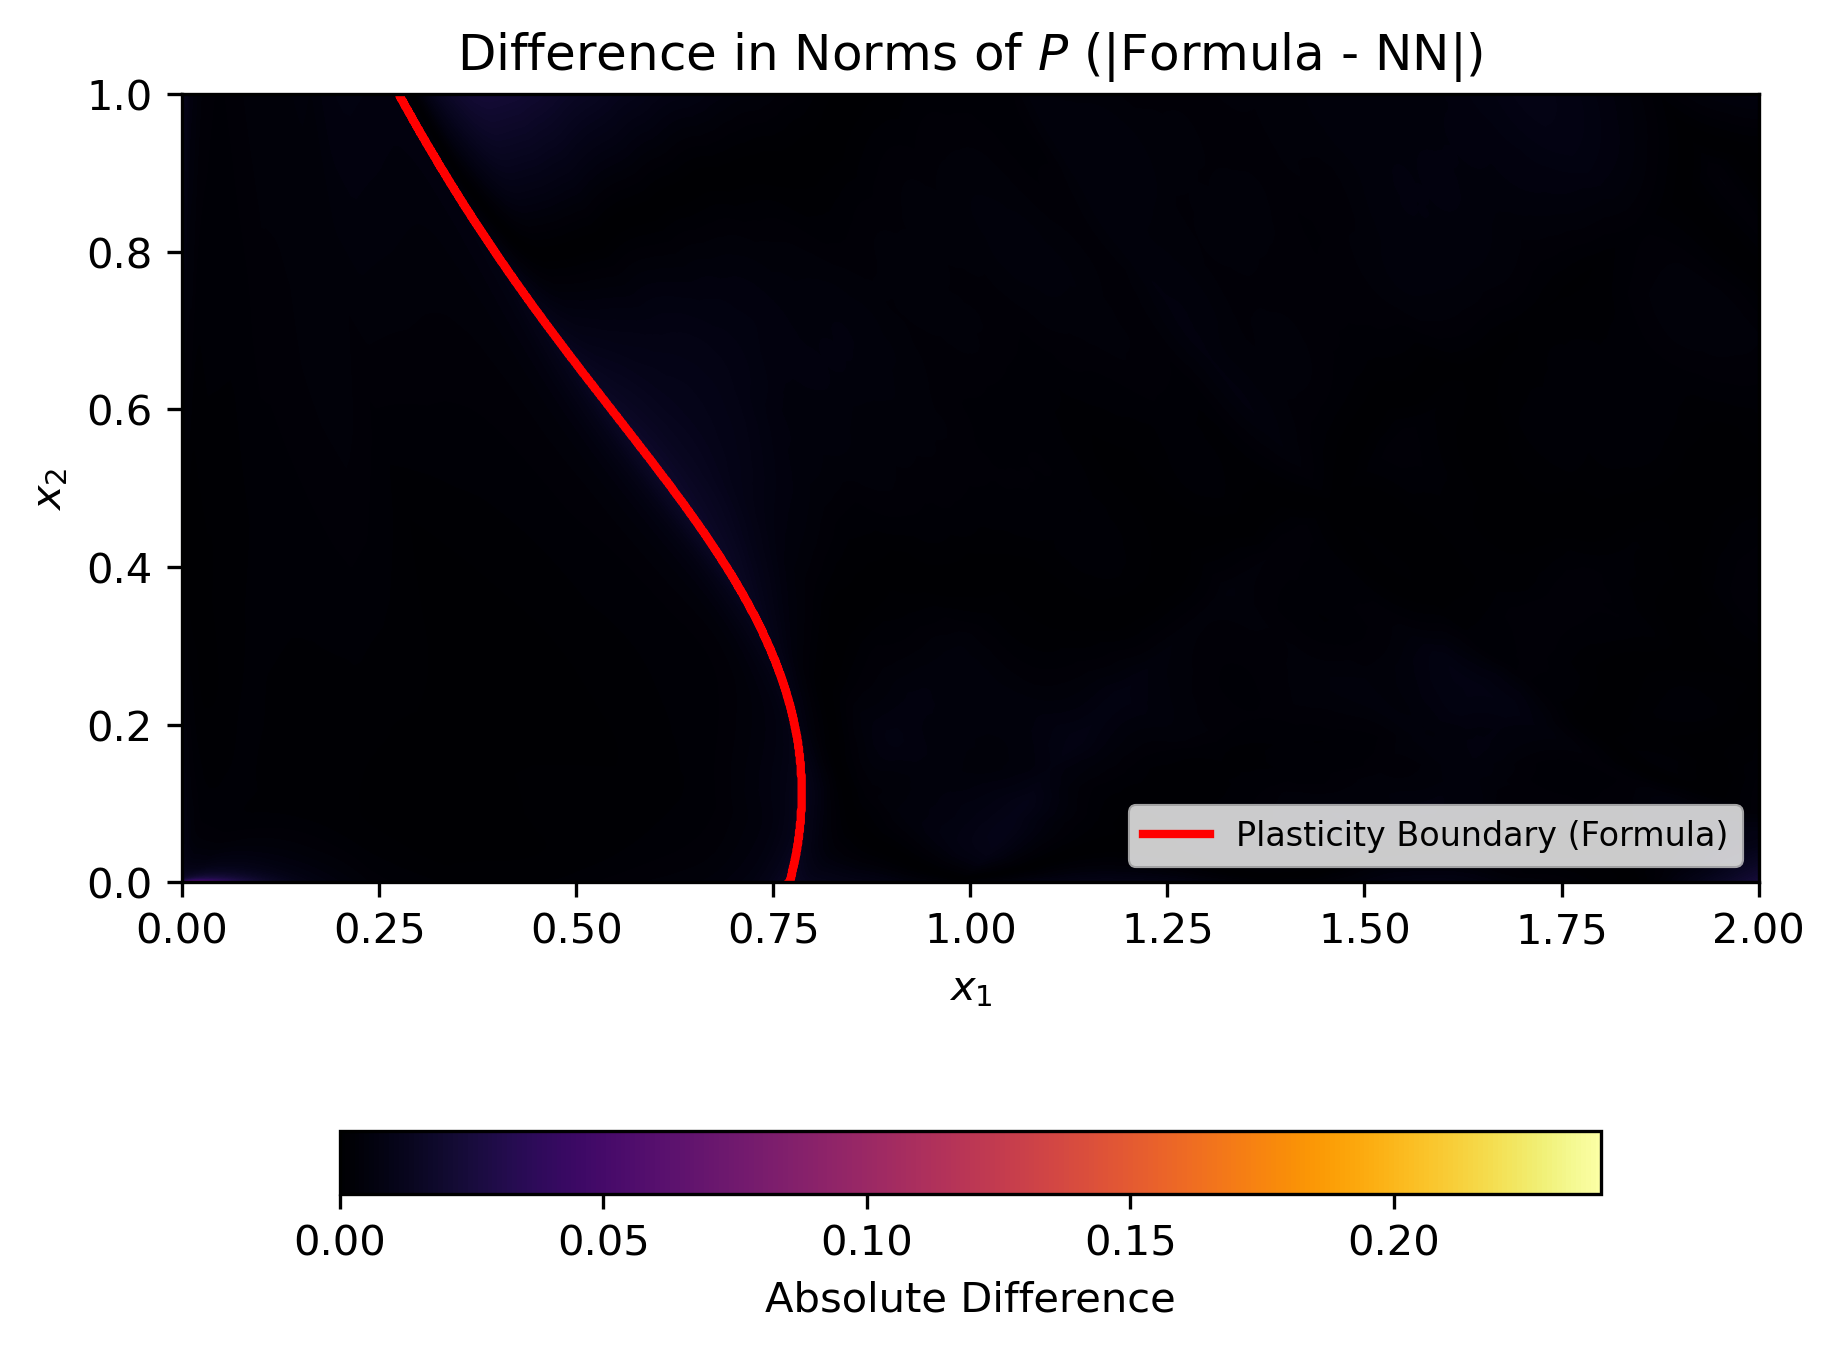 Difference in Norms of P (|Formula - NN|)
1.0
0.8
0.6
0.4
0.2
0.0
x₂
Plasticity Boundary (Formula)
0.00 0.25 0.50 0.75 1.00 1.25 1.50 1.75 2.00
x₁
0.00 0.05 0.10 0.15 0.20
Absolute Difference